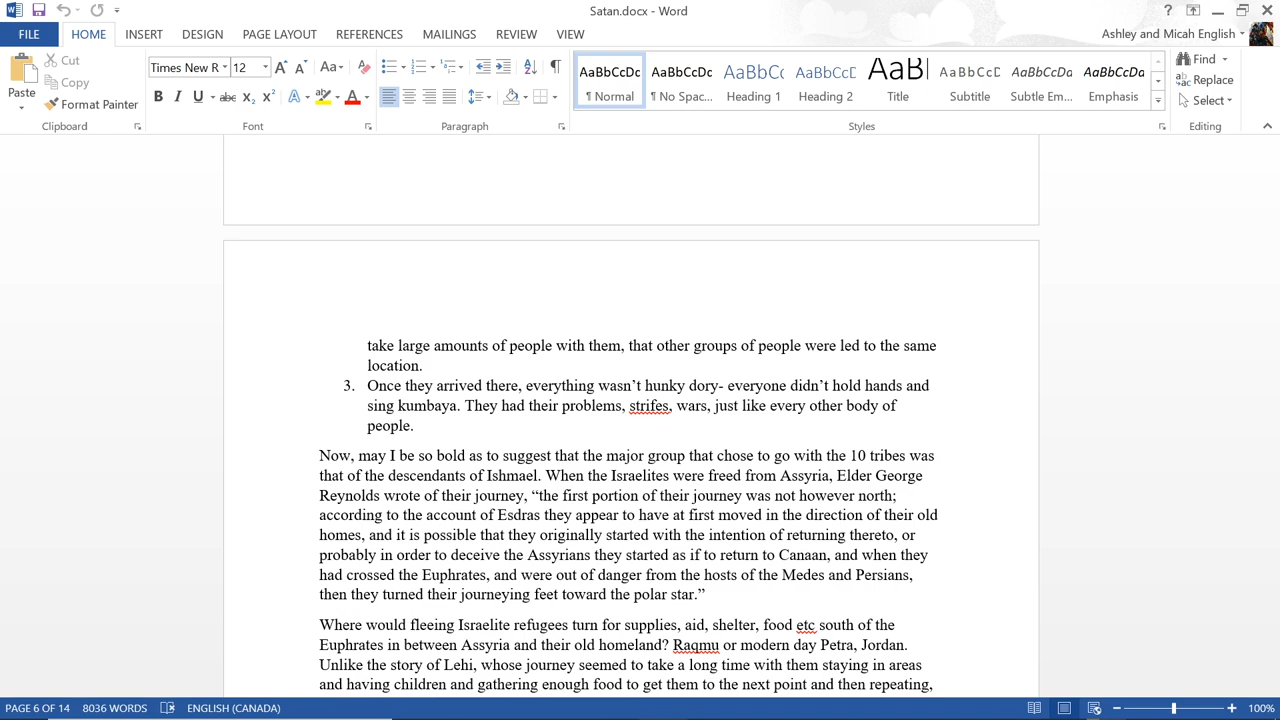 Satan.docx - Word
FILE HOME INSERT DESIGN PAGE LAYOUT REFERENCES MAILINGS REVIEW VIEW Ashley and Micah English
Paste Cut Copy Format Painter
Times New R 12
AaBbCcDc AaBbCcDc AaBbCc AaBbCcD AaBl AaBbCcD AaBbCcDa AaBbCcDa
¶ Normal ¶ No Spac... Heading 1 Heading 2 Title Subtitle Subtle Em... Emphasis
Find Replace Select
Clipboard Font Paragraph Styles Editing
take large amounts of people with them, that other groups of people were led to the same
location.
3. Once they arrived there, everything wasn’t hunky dory- everyone didn’t hold hands and
sing kumbaya. They had their problems, strifes, wars, just like every other body of
people.
Now, may I be so bold as to suggest that the major group that chose to go with the 10 tribes was
that of the descendants of Ishmael. When the Israelites were freed from Assyria, Elder George
Reynolds wrote of their journey, “the first portion of their journey was not however north;
according to the account of Esdras they appear to have at first moved in the direction of their old
homes, and it is possible that they originally started with the intention of returning thereto, or
probably in order to deceive the Assyrians they started as if to return to Canaan, and when they
had crossed the Euphrates, and were out of danger from the hosts of the Medes and Persians,
then they turned their journeying feet toward the polar star.”
Where would fleeing Israelite refugees turn for supplies, aid, shelter, food etc south of the
Euphrates in between Assyria and their old homeland? Raqmu or modern day Petra, Jordan.
Unlike the story of Lehi, whose journey seemed to take a long time with them staying in areas
and having children and gathering enough food to get them to the next point and then repeating,
PAGE 6 OF 14 8036 WORDS ENGLISH (CANADA) 100%